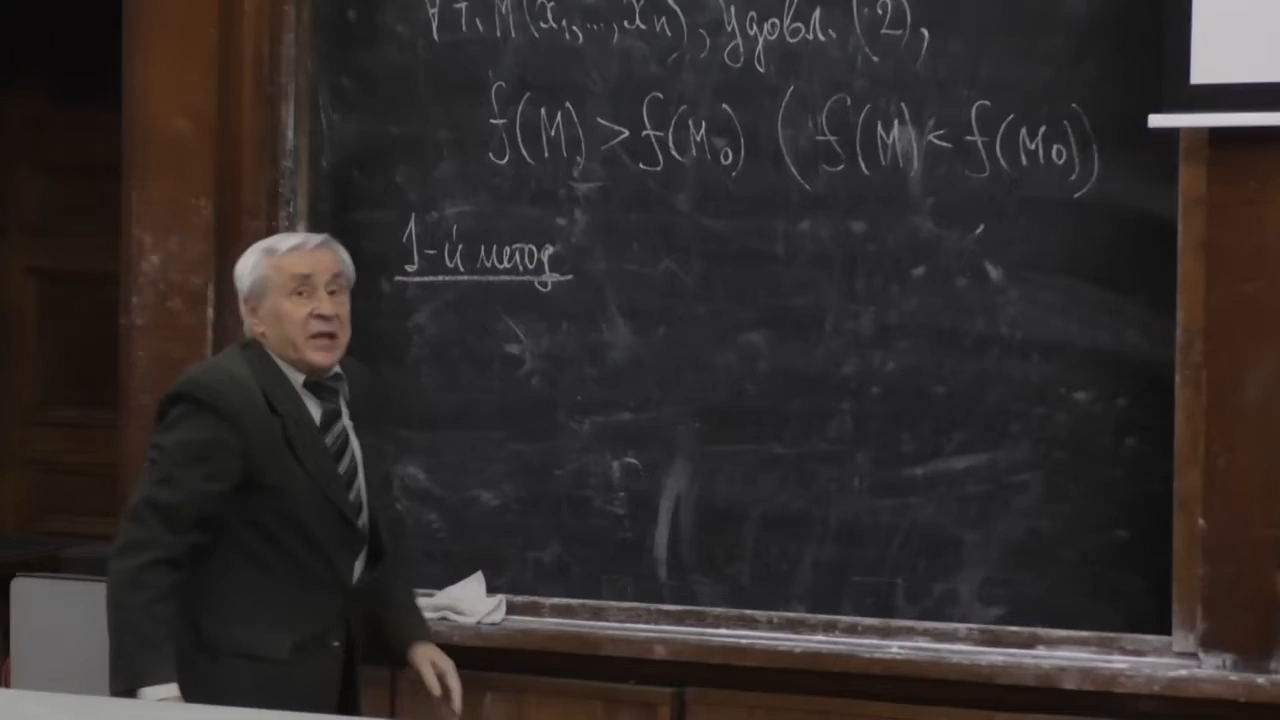 ∀ т. M(x₁,...,xₙ), удовл. (2),
f(M) > f(M₀) (f(M) < f(M₀))
1-й метод